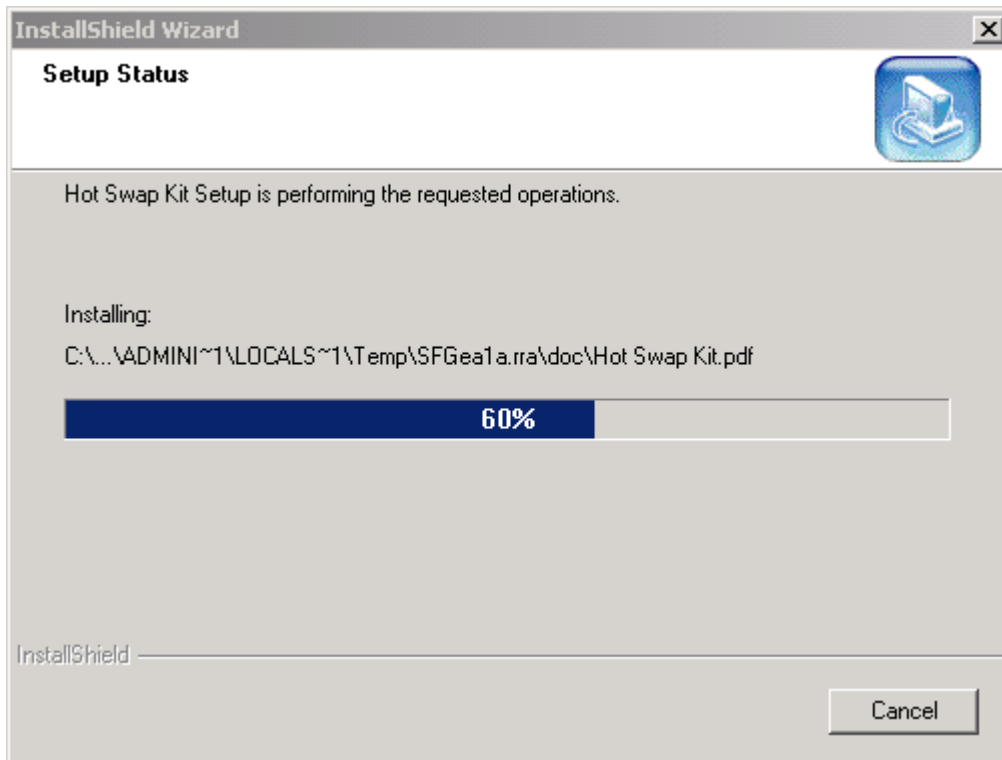 InstallShield Wizard
Setup Status
Hot Swap Kit Setup is performing the requested operations.
Installing:
C:\...\ADMINI~1\LOCALS~1\Temp\SFGea1a.rra\doc\Hot Swap Kit.pdf
60%
InstallShield
Cancel